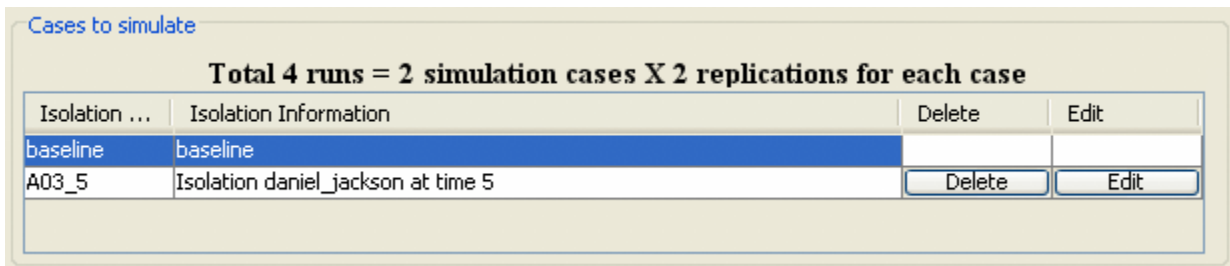 Cases to simulate
Total 4 runs = 2 simulation cases X 2 replications for each case
Isolation ... Isolation Information Delete Edit
baseline baseline
A03_5 Isolation daniel_jackson at time 5 Delete Edit